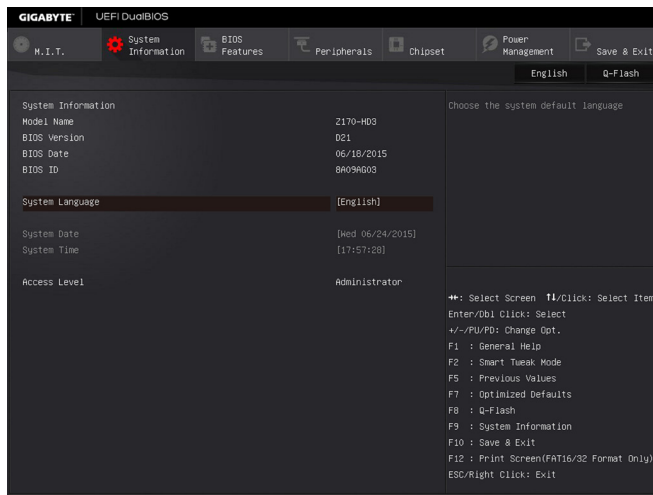 GIGABYTE™ UEFI DualBIOS
M.I.T.
System Information
BIOS Features
Peripherals
Chipset
Power Management
Save & Exit
English Q-Flash
System Information
Model Name Z170-HD3
BIOS Version D21
BIOS Date 06/18/2015
BIOS ID 8A09AG03
System Language [English]
System Date [Wed 06/24/2015]
System Time [17:57:28]
Access Level Administrator
Choose the system default language
→←: Select Screen ↑↓/Click: Select Item
Enter/Dbl Click: Select
+/-/PU/PD: Change Opt.
F1 : General Help
F2 : Smart Tweak Mode
F5 : Previous Values
F7 : Optimized Defaults
F8 : Q-Flash
F9 : System Information
F10 : Save & Exit
F12 : Print Screen(FAT16/32 Format Only)
ESC/Right Click: Exit